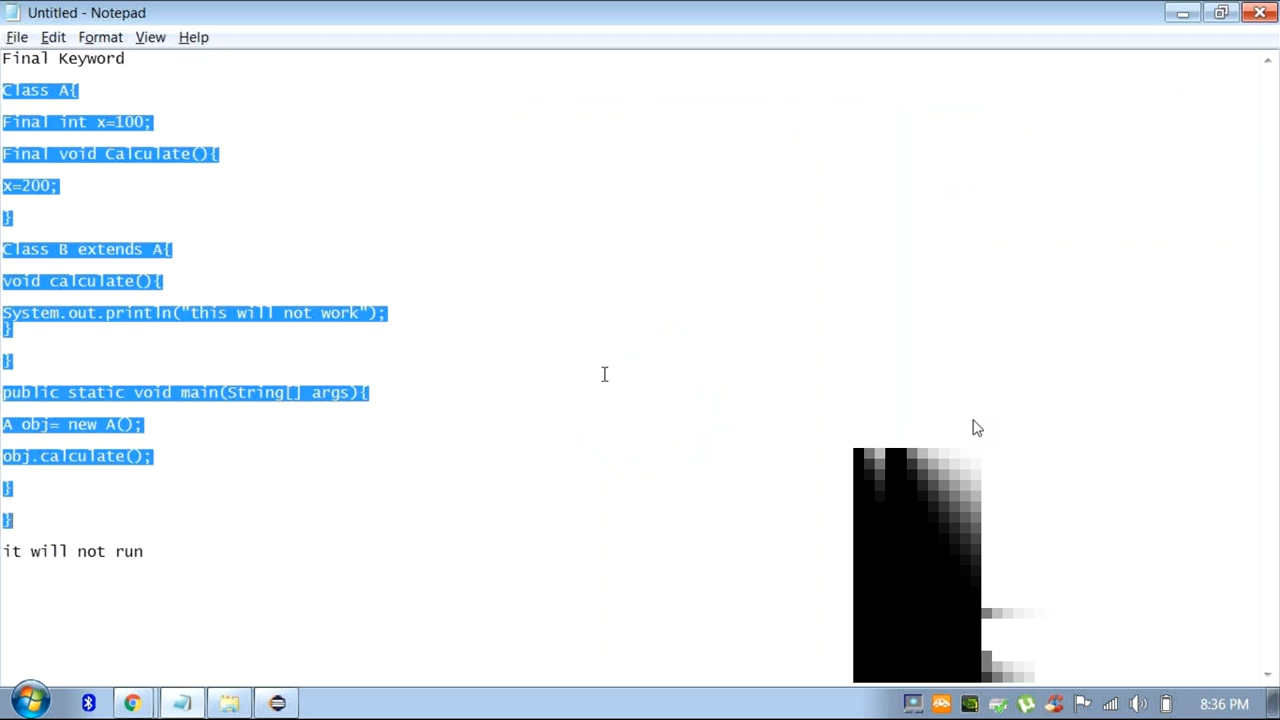 Untitled - Notepad
File Edit Format View Help
Final Keyword
Class A{
Final int x=100;
Final void Calculate(){
x=200;
}
Class B extends A{
void calculate(){
System.out.println("this will not work");
}
}
public static void main(String[] args){
A obj= new A();
obj.calculate();
}
}
it will not run
8:36 PM